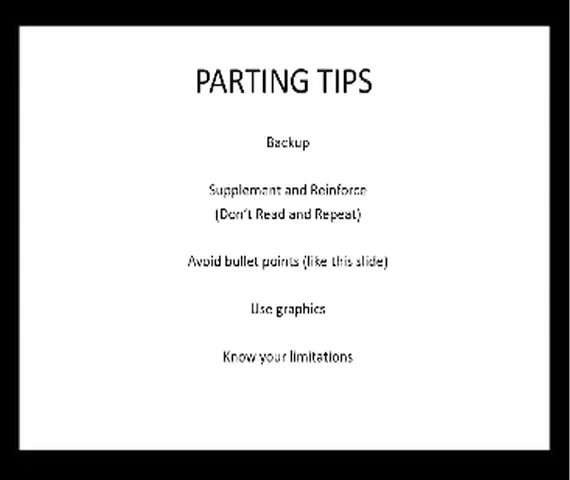 PARTING TIPS
Backup
Supplement and Reinforce
(Don't Read and Repeat)
Avoid bullet points (like this slide)
Use graphics
Know your limitations